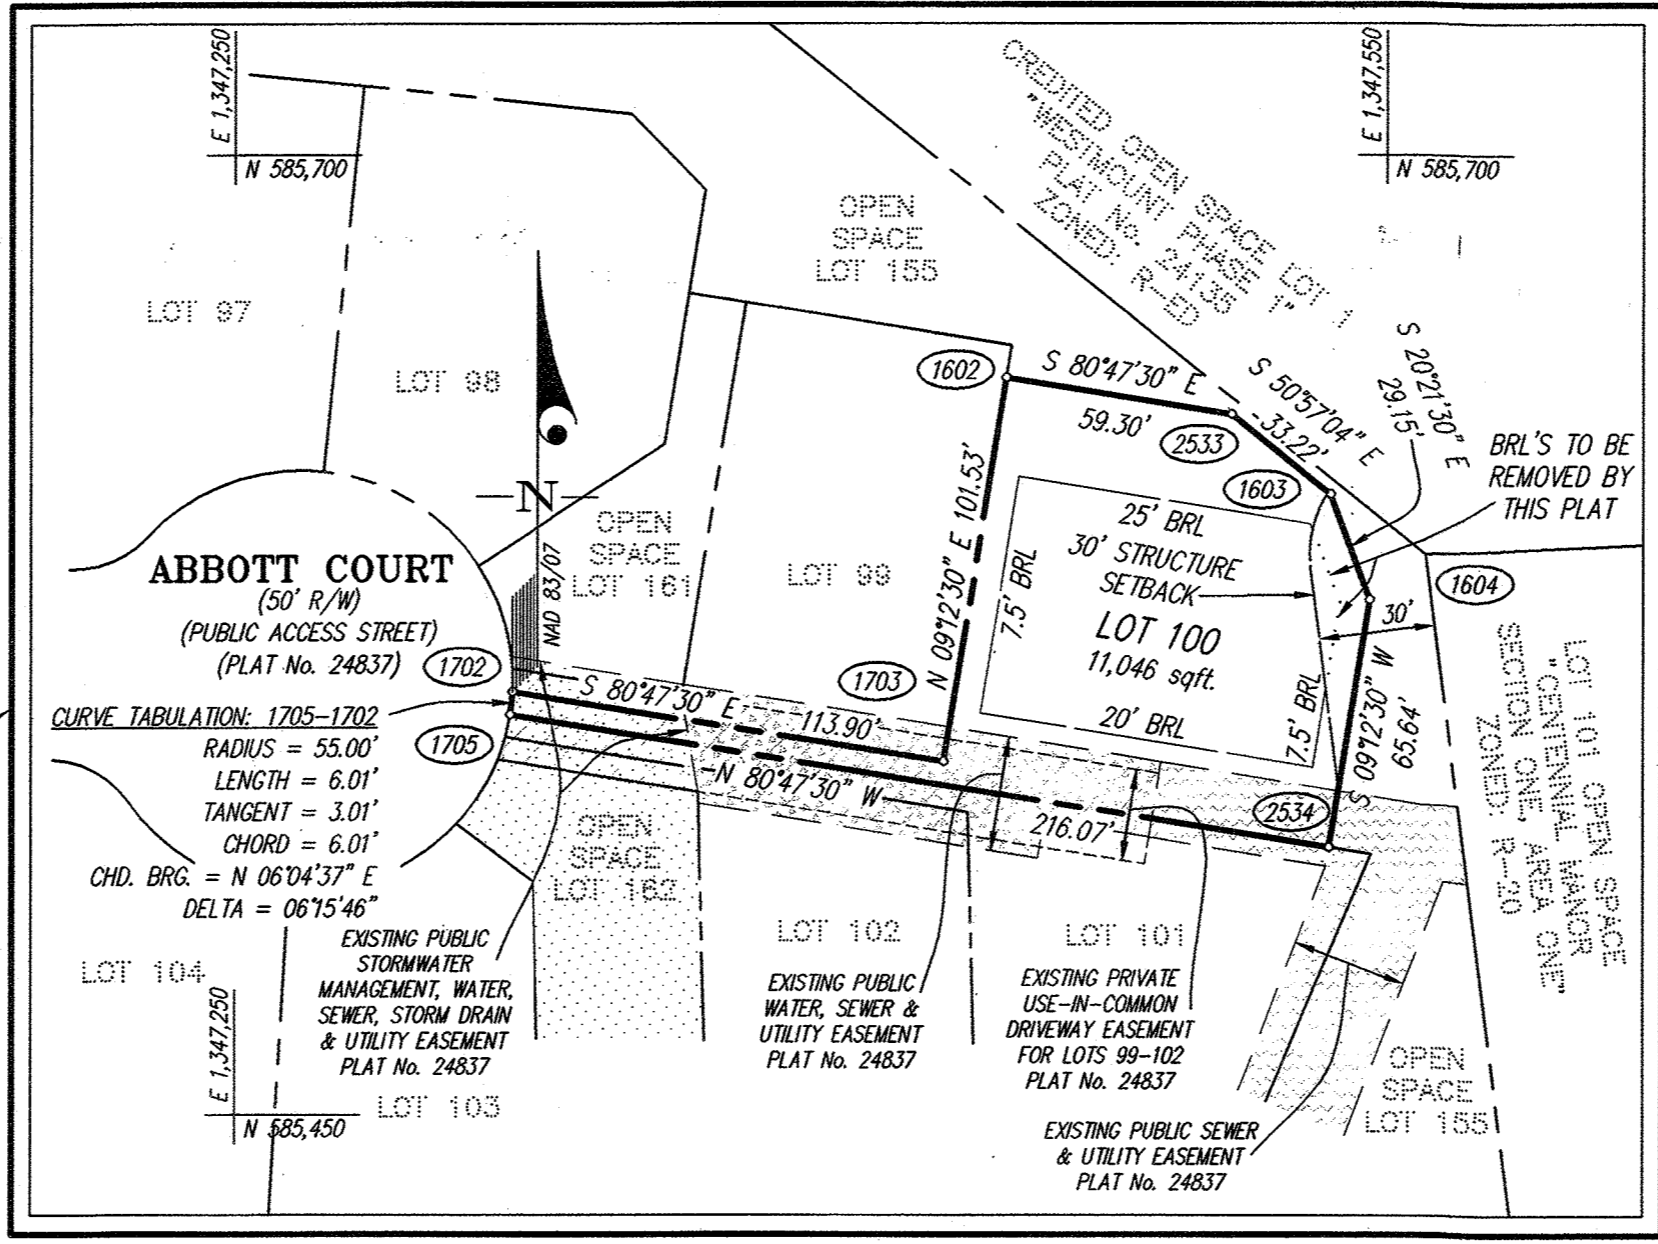 E 1,347,250
N 585,700
E 1,347,550
N 585,700
CREDITED OPEN SPACE LOT 1
"WESTMOUNT PHASE 1"
PLAT No. 24135
ZONED: R-ED
OPEN
SPACE
LOT 155
LOT 97
LOT 98
1602
S 80°47'30" E
59.30'
2533
S 50°57'04" E
33.22'
1603
S 20°21'30" E
29.15'
BRL'S TO BE
REMOVED BY
THIS PLAT
N
NAD 83/07
OPEN
SPACE
LOT 161
LOT 99
N 09°12'30" E 101.53'
25' BRL
30' STRUCTURE
SETBACK
7.5' BRL
LOT 100
11,046 sqft.
20' BRL
7.5' BRL
1604
30'
S 09°12'30" W
65.64'
LOT 101 OPEN SPACE
"CENTENNIAL MANOR
SECTION ONE, AREA ONE"
ZONED: R-20
ABBOTT COURT
(50' R/W)
(PUBLIC ACCESS STREET)
(PLAT No. 24837)
1702
1703
S 80°47'30" E
113.90'
CURVE TABULATION: 1705-1702
RADIUS = 55.00'
LENGTH = 6.01'
TANGENT = 3.01'
CHORD = 6.01'
CHD. BRG. = N 06°04'37" E
DELTA = 06°15'46"
1705
N 80°47'30" W
216.07'
2534
OPEN
SPACE
LOT 162
LOT 102
LOT 101
LOT 104
EXISTING PUBLIC
STORMWATER
MANAGEMENT, WATER,
SEWER, STORM DRAIN
& UTILITY EASEMENT
PLAT No. 24837
EXISTING PUBLIC
WATER, SEWER &
UTILITY EASEMENT
PLAT No. 24837
EXISTING PRIVATE
USE-IN-COMMON
DRIVEWAY EASEMENT
FOR LOTS 99-102
PLAT No. 24837
E 1,347,250
N 585,450
LOT 103
OPEN
SPACE
LOT 155
EXISTING PUBLIC SEWER
& UTILITY EASEMENT
PLAT No. 24837